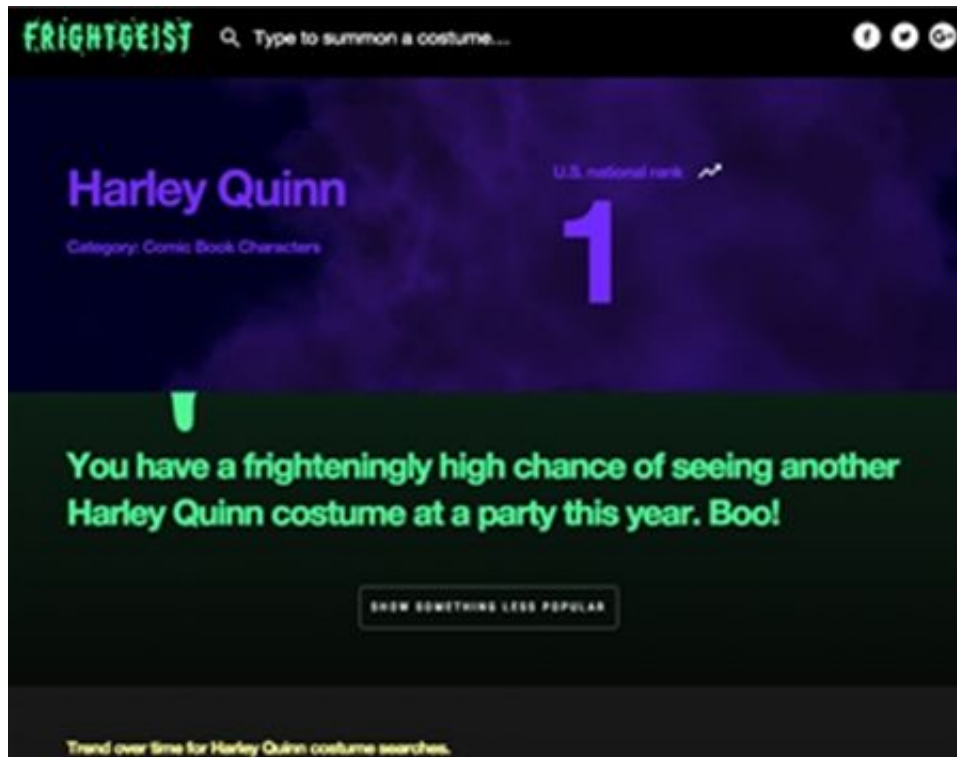 FRIGHTGEIST
Type to summon a costume...
Harley Quinn
Category: Comic Book Characters
U.S. national rank
1
You have a frighteningly high chance of seeing another
Harley Quinn costume at a party this year. Boo!
SHOW SOMETHING LESS POPULAR
Trend over time for Harley Quinn costume searches.